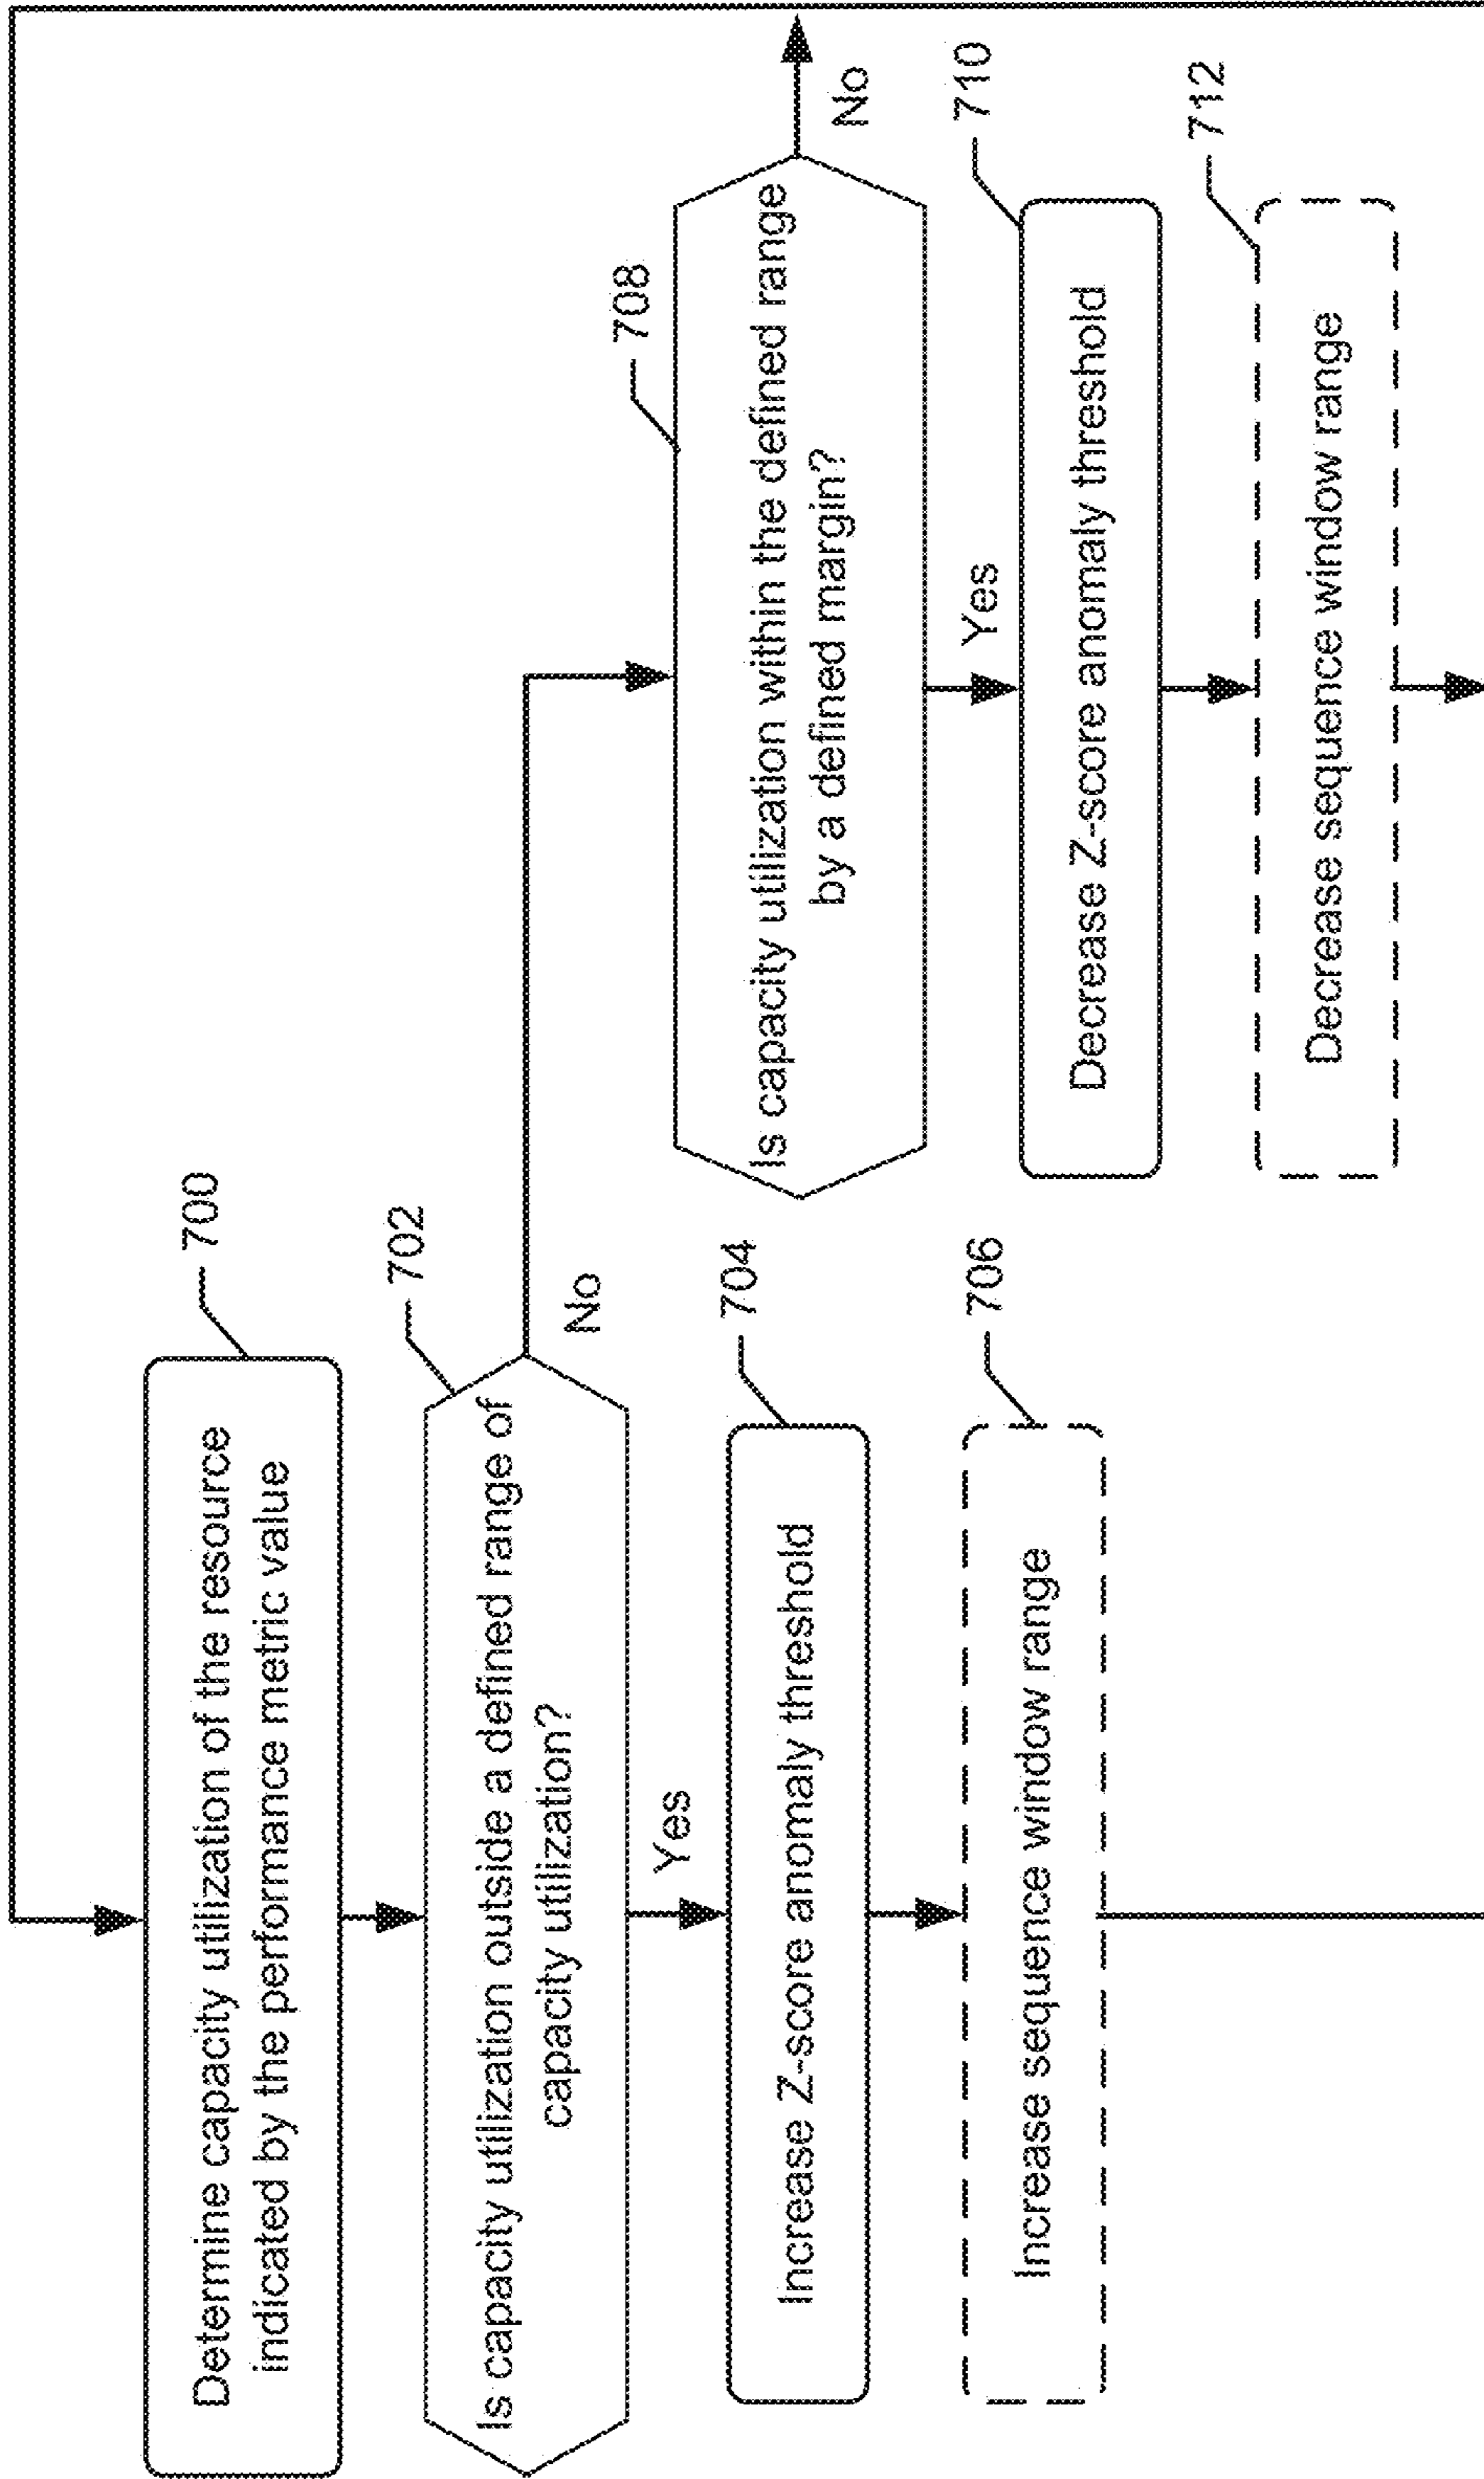 700
Determine capacity utilization of the resource
indicated by the performance metric value
702
Is capacity utilization outside a defined range of
capacity utilization?
No
Yes
704
Increase Z-score anomaly threshold
706
Increase sequence window range
708
Is capacity utilization within the defined range
by a defined margin?
No
Yes
710
Decrease Z-score anomaly threshold
712
Decrease sequence window range